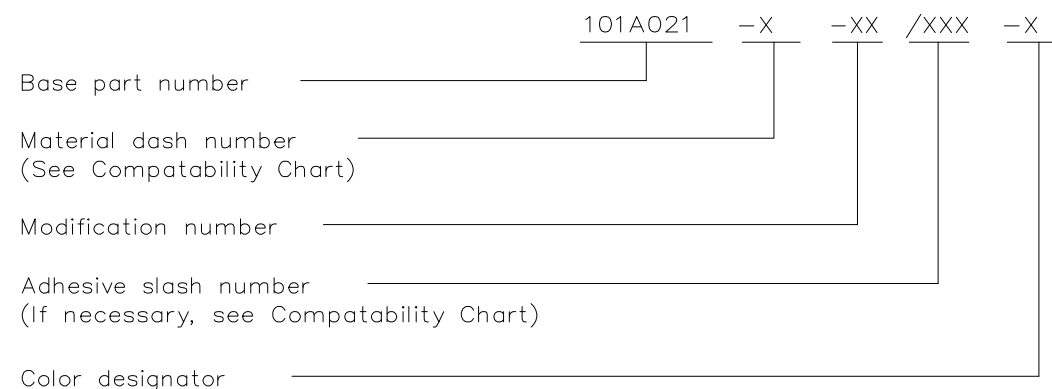 101A021 -X -XX /XXX -X
Base part number
Material dash number
(See Compatability Chart)
Modification number
Adhesive slash number
(If necessary, see Compatability Chart)
Color designator